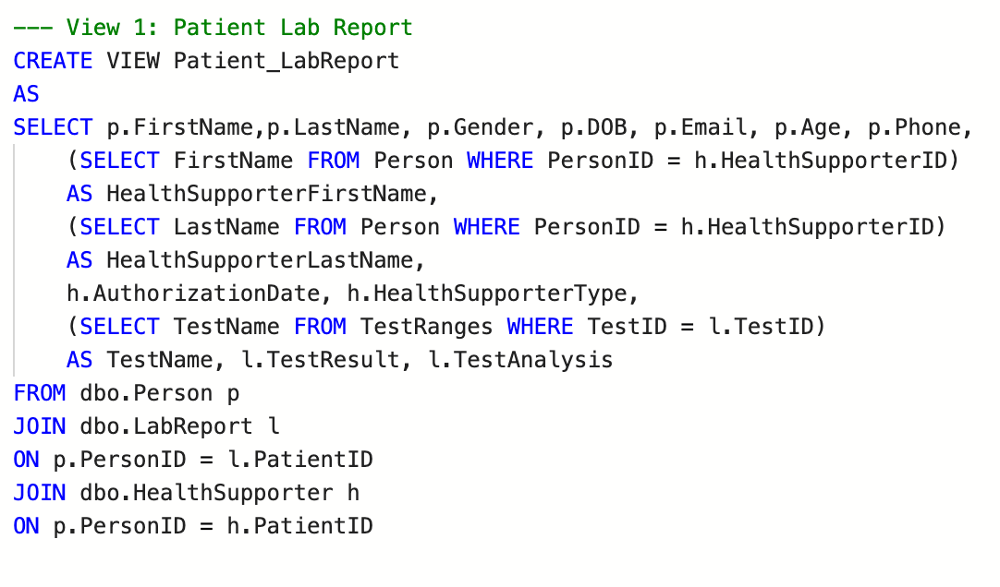 --- View 1: Patient Lab Report
CREATE VIEW Patient_LabReport
AS
SELECT p.FirstName,p.LastName, p.Gender, p.DOB, p.Email, p.Age, p.Phone,
    (SELECT FirstName FROM Person WHERE PersonID = h.HealthSupporterID)
    AS HealthSupporterFirstName,
    (SELECT LastName FROM Person WHERE PersonID = h.HealthSupporterID)
    AS HealthSupporterLastName,
    h.AuthorizationDate, h.HealthSupporterType,
    (SELECT TestName FROM TestRanges WHERE TestID = l.TestID)
    AS TestName, l.TestResult, l.TestAnalysis
FROM dbo.Person p
JOIN dbo.LabReport l
ON p.PersonID = l.PatientID
JOIN dbo.HealthSupporter h
ON p.PersonID = h.PatientID